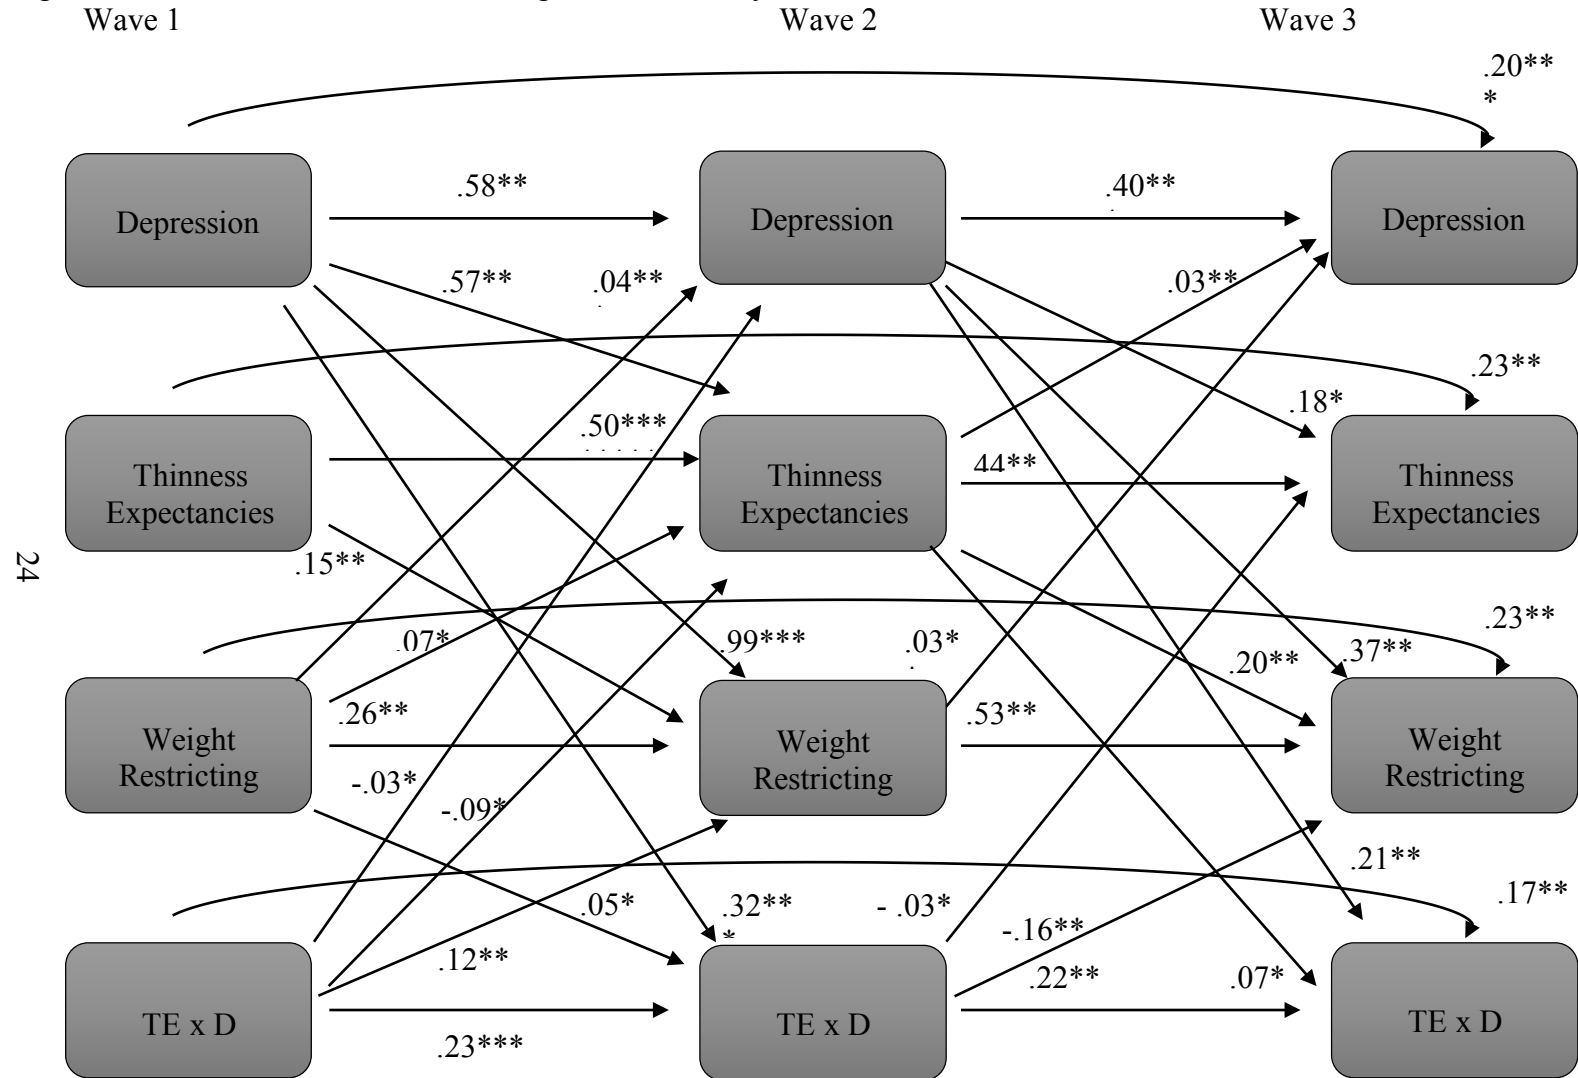 Wave 1
Wave 2
Wave 3
.20**
*
Depression
.58**
Depression
.40**
Depression
.57**
.04**
.03**
.23**
.18*
Thinness
Expectancies
.50***
Thinness
Expectancies
44**
Thinness
Expectancies
.15**
24
.07*
.99***
.03*
.20**
.37**
.23**
Weight
Restricting
.26**
Weight
Restricting
.53**
Weight
Restricting
-.03*
-.09*
.05*
.32**
*
- .03*
-.16**
.21**
.17**
TE x D
.12**
TE x D
.22**
.07*
TE x D
.23***